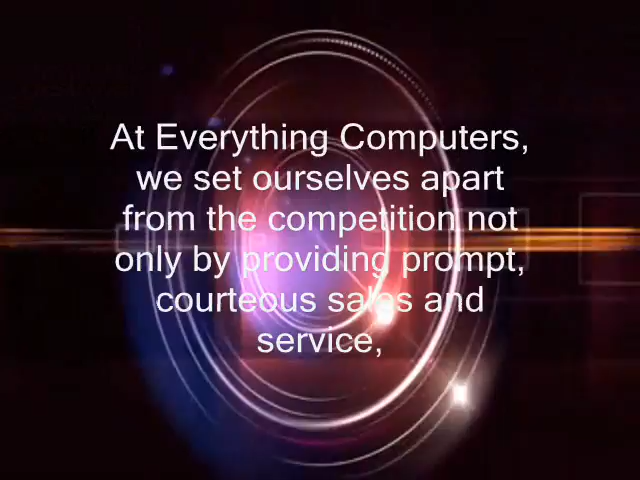 At Everything Computers,
we set ourselves apart
from the competition not
only by providing prompt,
courteous sales and
service,